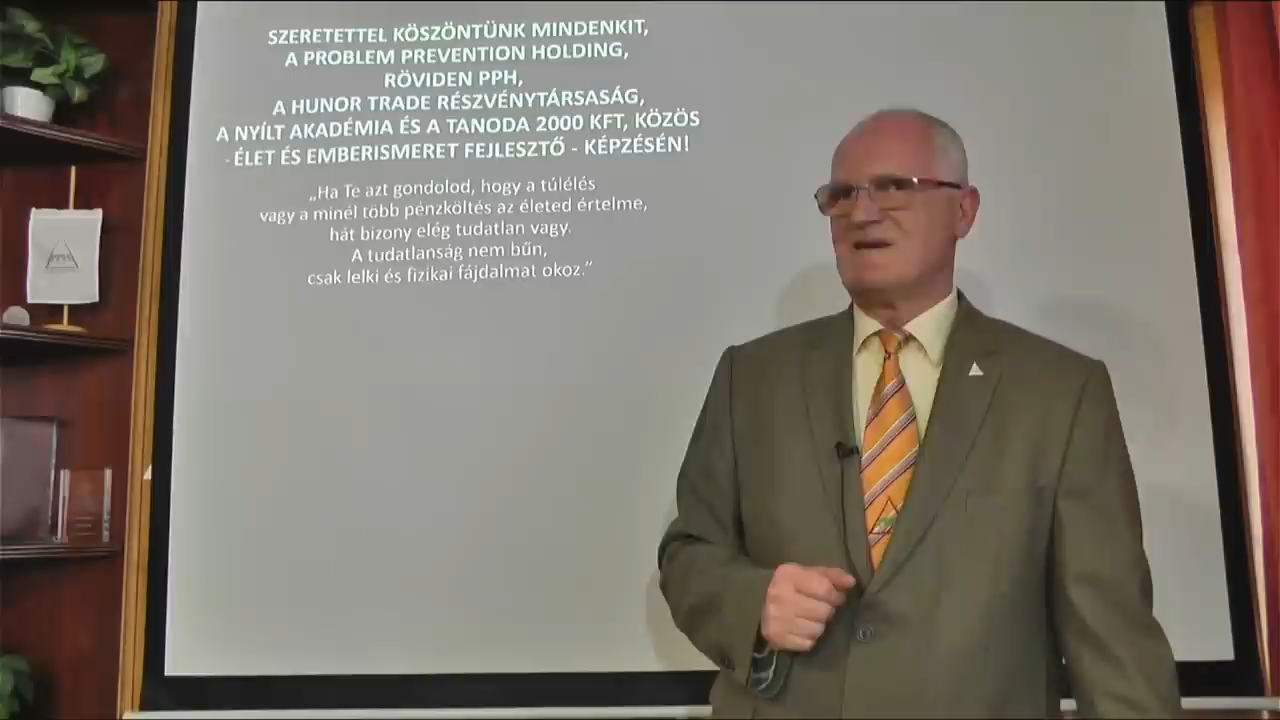 SZERETETTEL KÖSZÖNTÜNK MINDENKIT,
A PROBLEM PREVENTION HOLDING,
RÖVIDEN PPH,
A HUNOR TRADE RÉSZVÉNYTÁRSASÁG,
A NYÍLT AKADÉMIA ÉS A TANODA 2000 KFT, KÖZÖS
- ÉLET ÉS EMBERISMERET FEJLESZTŐ - KÉPZÉSÉN!
„Ha Te azt gondolod, hogy a túlélés
vagy a minél több pénzköltés az életed értelme,
hát bizony elég tudatlan vagy.
A tudatlanság nem bűn,
csak lelki és fizikai fájdalmat okoz.”